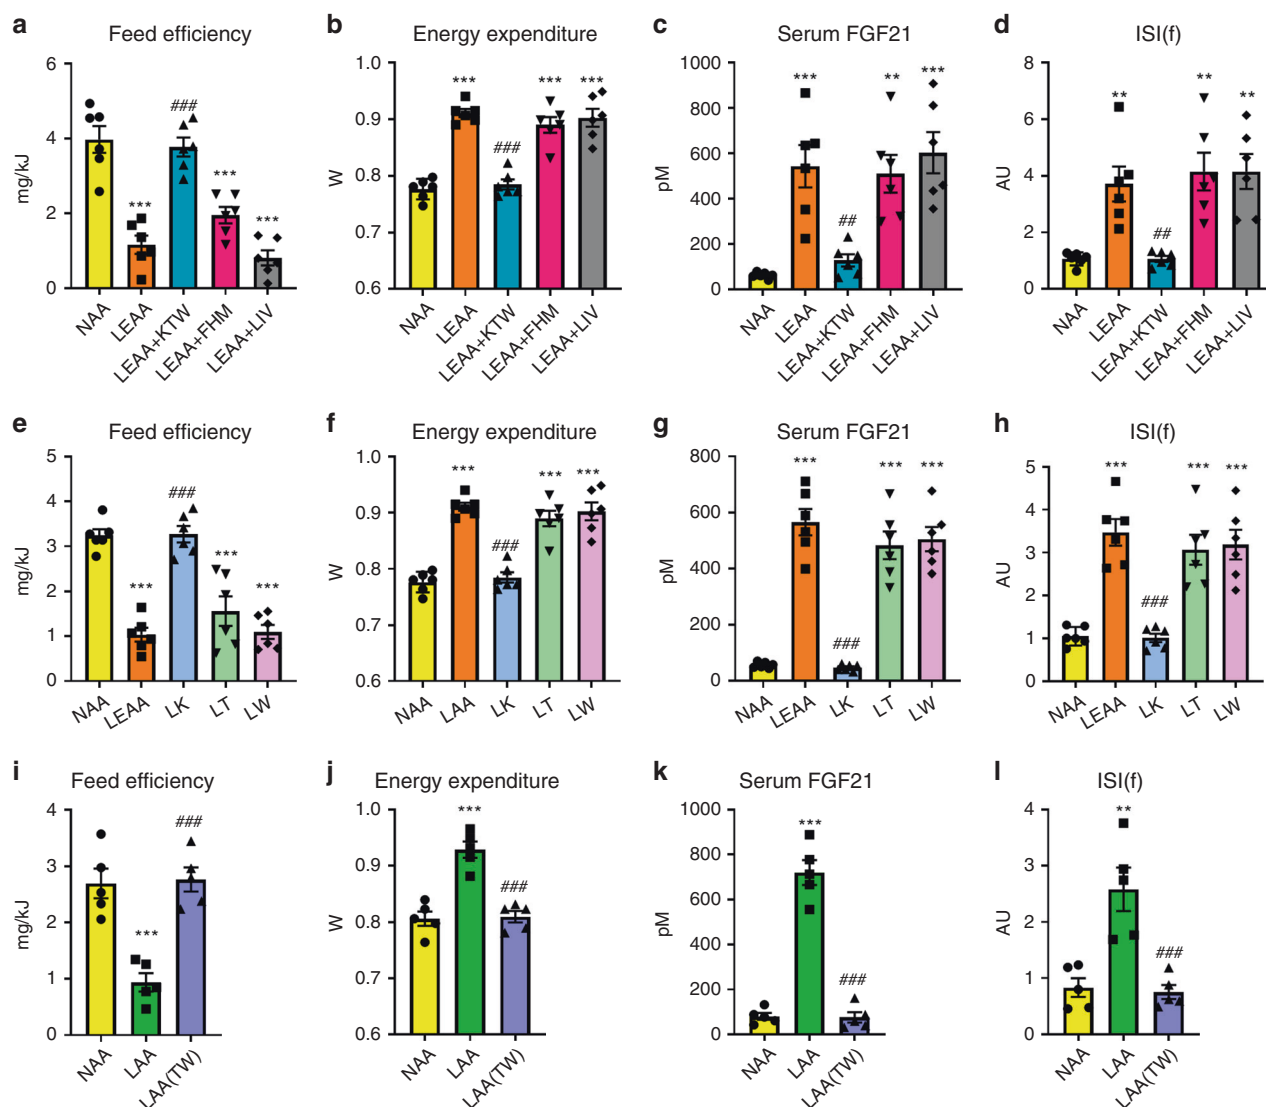 a Feed efficiency
mg/kJ
6
4
2
0
***
###
***
***
NAA
LEAA
LEAA+KTW
LEAA+FHM
LEAA+LIV
b Energy expenditure
W
1.0
0.9
0.8
0.7
0.6
***
###
***
***
NAA
LEAA
LEAA+KTW
LEAA+FHM
LEAA+LIV
c Serum FGF21
pM
1000
800
600
400
200
0
***
##
**
***
NAA
LEAA
LEAA+KTW
LEAA+FHM
LEAA+LIV
d ISI(f)
AU
8
6
4
2
0
**
##
**
**
NAA
LEAA
LEAA+KTW
LEAA+FHM
LEAA+LIV
e Feed efficiency
mg/kJ
5
4
3
2
1
0
***
###
***
***
NAA
LEAA
LK
LT
LW
f Energy expenditure
W
1.0
0.9
0.8
0.7
0.6
***
###
***
***
NAA
LAA
LK
LT
LW
g Serum FGF21
pM
800
600
400
200
0
***
###
***
***
NAA
LEAA
LK
LT
LW
h ISI(f)
AU
5
4
3
2
1
0
***
###
***
***
NAA
LEAA
LK
LT
LW
i Feed efficiency
mg/kJ
4
3
2
1
0
***
###
NAA
LAA
LAA(TW)
j Energy expenditure
W
1.0
0.9
0.8
0.7
0.6
***
###
NAA
LAA
LAA(TW)
k Serum FGF21
pM
1000
800
600
400
200
0
***
###
NAA
LAA
LAA(TW)
l ISI(f)
AU
4
3
2
1
0
**
###
NAA
LAA
LAA(TW)